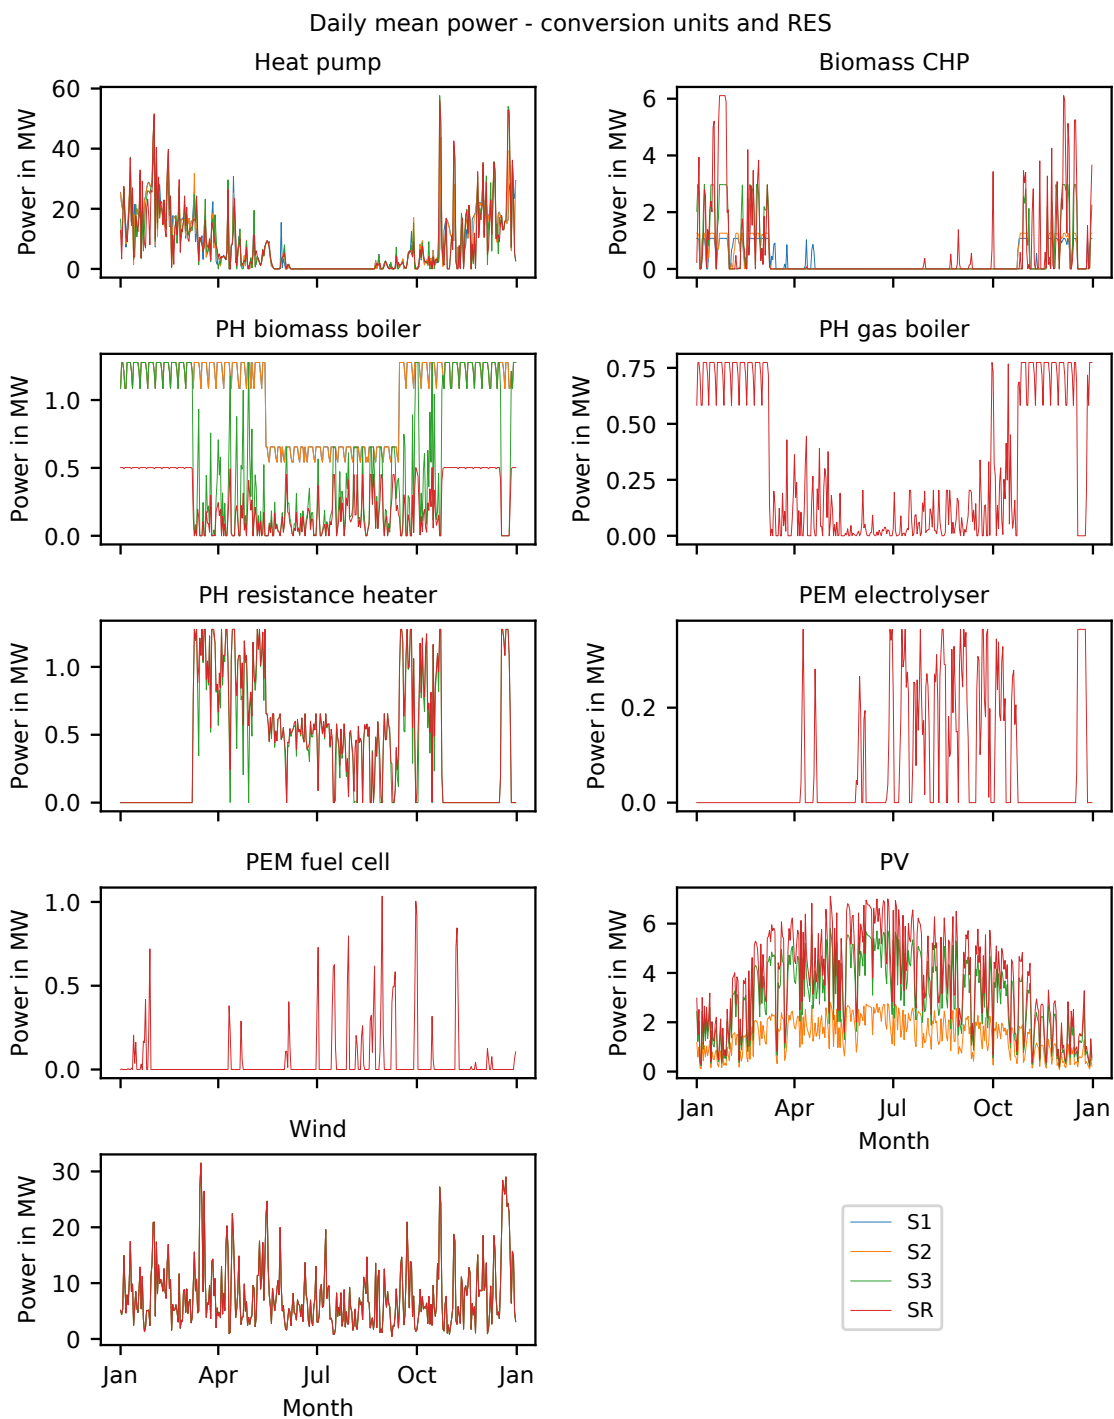 Daily mean power - conversion units and RES
Heat pump
Power in MW
60
40
20
0
Biomass CHP
Power in MW
6
4
2
0
PH biomass boiler
Power in MW
1.0
0.5
0.0
PH gas boiler
Power in MW
0.75
0.50
0.25
0.00
PH resistance heater
Power in MW
1.0
0.5
0.0
PEM electrolyser
Power in MW
0.2
0.0
PEM fuel cell
Power in MW
1.0
0.5
0.0
PV
Power in MW
6
4
2
0
Jan Apr Jul Oct Jan
Month
Wind
Power in MW
30
20
10
0
Jan Apr Jul Oct Jan
Month
S1
S2
S3
SR